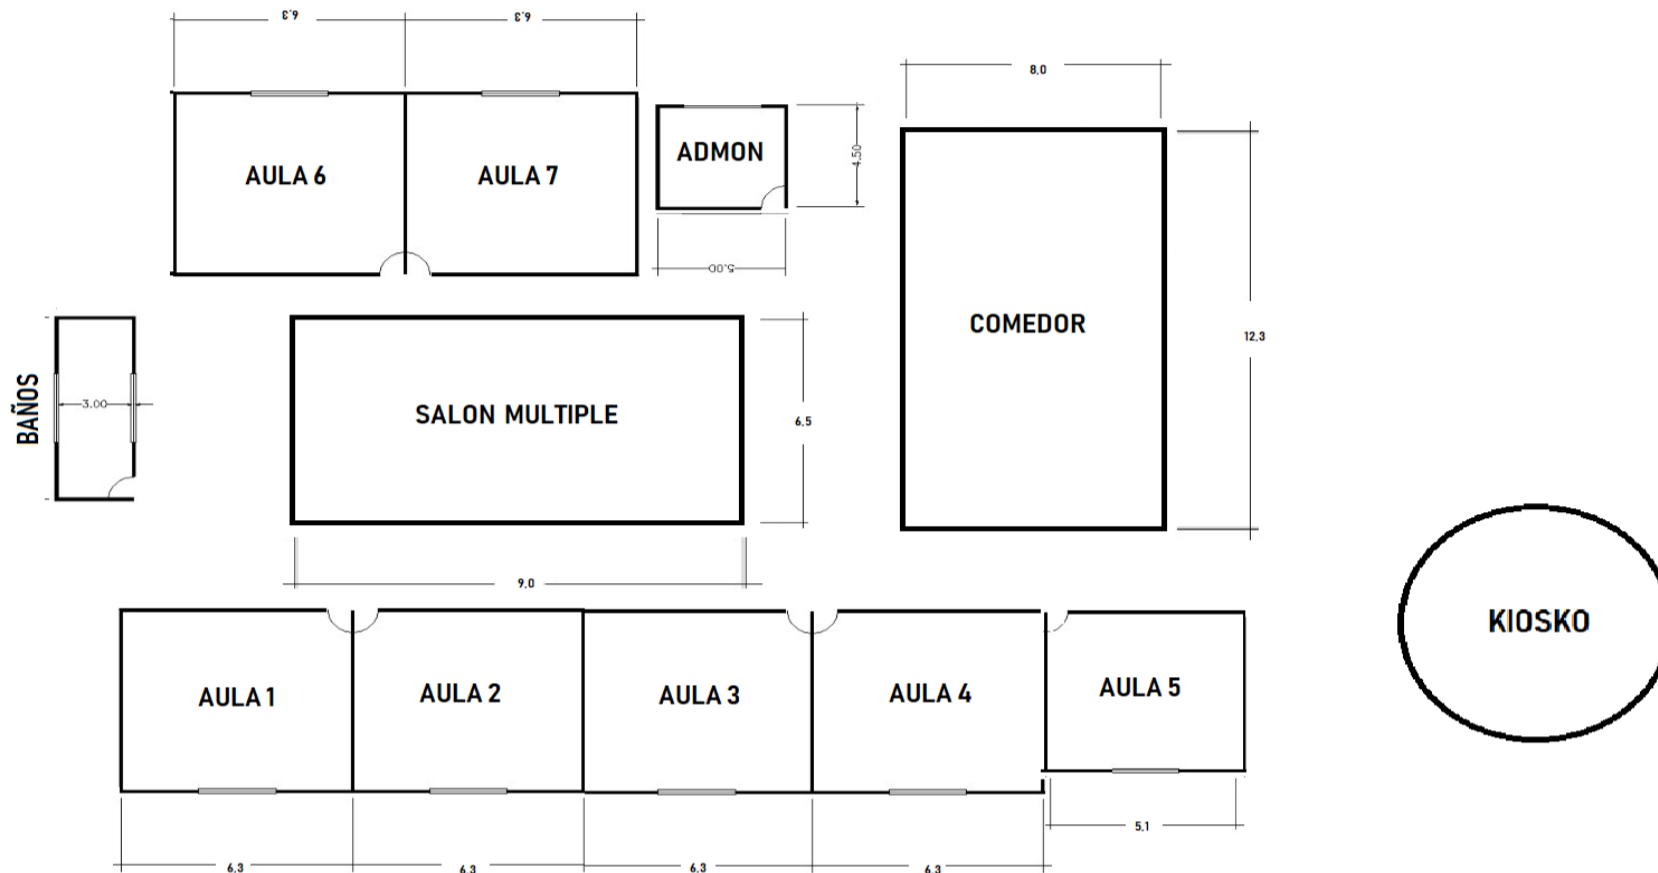 6.3
6.3
8.0
AULA 6
AULA 7
ADMON
4.50
5.00
COMEDOR
12.3
BAÑOS
3.00
SALON MULTIPLE
6.5
9.0
KIOSKO
AULA 1
AULA 2
AULA 3
AULA 4
AULA 5
5.1
6.3
6.3
6.3
6.3